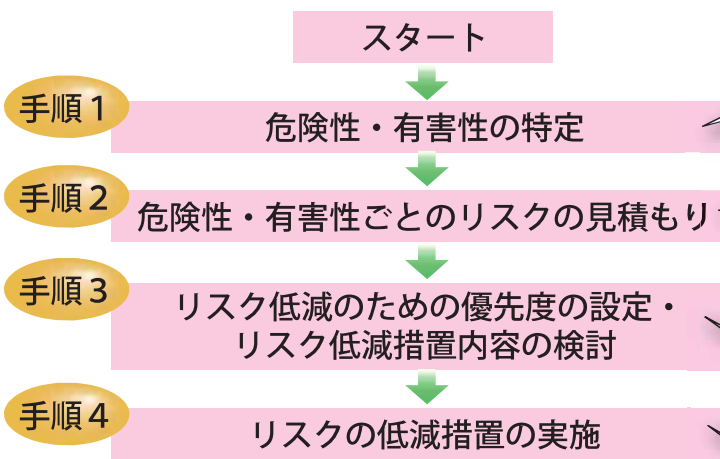 スタート
手順1
危険性・有害性の特定
手順2
危険性・有害性ごとのリスクの見積もり
手順3
リスク低減のための優先度の設定・
リスク低減措置内容の検討
手順4
リスクの低減措置の実施